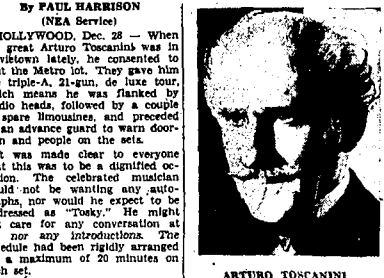 By PAUL HARRISON
(NEA Service)
HOLLYWOOD, Dec. 28 — When
great Arturo Toscanini was in
vietown lately, he consented to
t the Metro lot. They gave him
triple-A, 21-gun, de luxe tour,
ich means he was flanked by
dio heads, followed by a couple
spare limousines, and preceded
an advance guard to warn door-
n and people on the sets.
t was made clear to everyone
at this was to be a dignified oc-
ion. The celebrated musician
uld not be wanting any auto-
phs, nor would he expect to be
dressed as "Tosky." He might
t care for any conversation at
nor any introductions. The
edule had been rigidly arranged
a maximum of 20 minutes on
h set.
ARTURO TOSCANINI